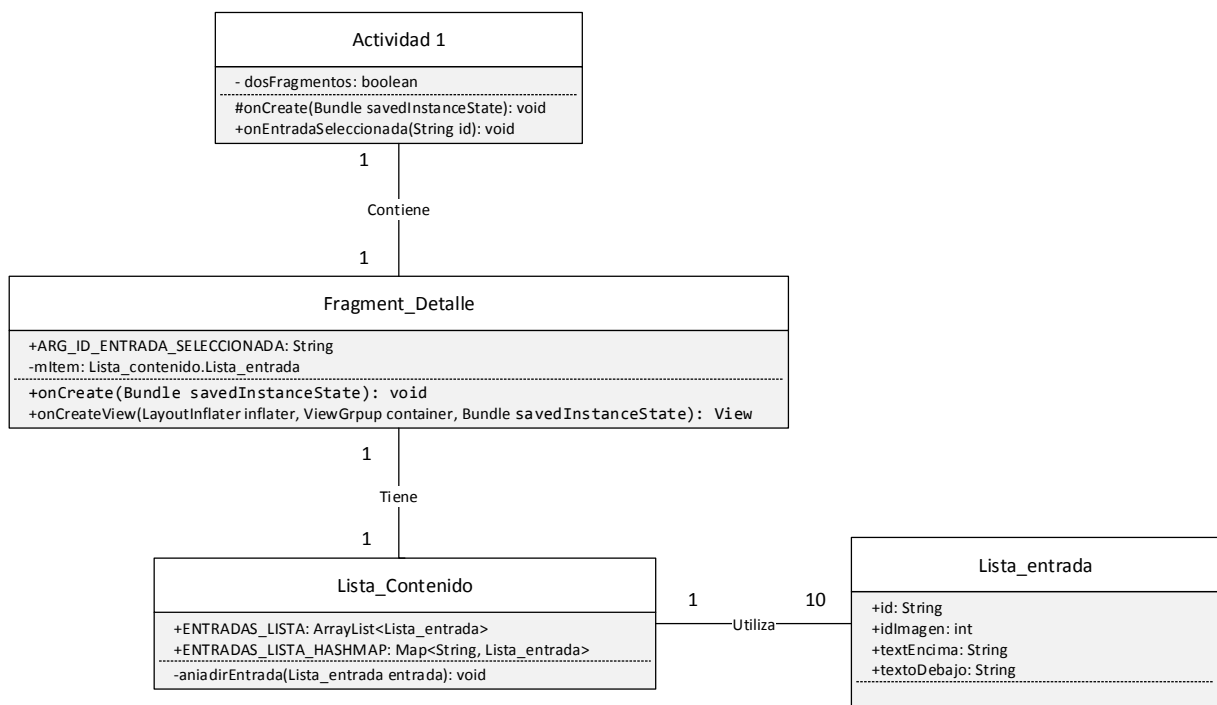 Actividad 1
- dosFragmentos: boolean
#onCreate(Bundle savedInstanceState): void
+onEntradaSeleccionada(String id): void
1
Contiene
1
Fragment_Detalle
+ARG_ID_ENTRADA_SELECCIONADA: String
-mItem: Lista_contenido.Lista_entrada
+onCreate(Bundle savedInstanceState): void
+onCreateView(LayoutInflater inflater, ViewGrpup container, Bundle savedInstanceState): View
1
Tiene
1
Lista_Contenido
+ENTRADAS_LISTA: ArrayList<Lista_entrada>
+ENTRADAS_LISTA_HASHMAP: Map<String, Lista_entrada>
-aniadirEntrada(Lista_entrada entrada): void
1
Utiliza
10
Lista_entrada
+id: String
+idImagen: int
+textEncima: String
+textoDebajo: String